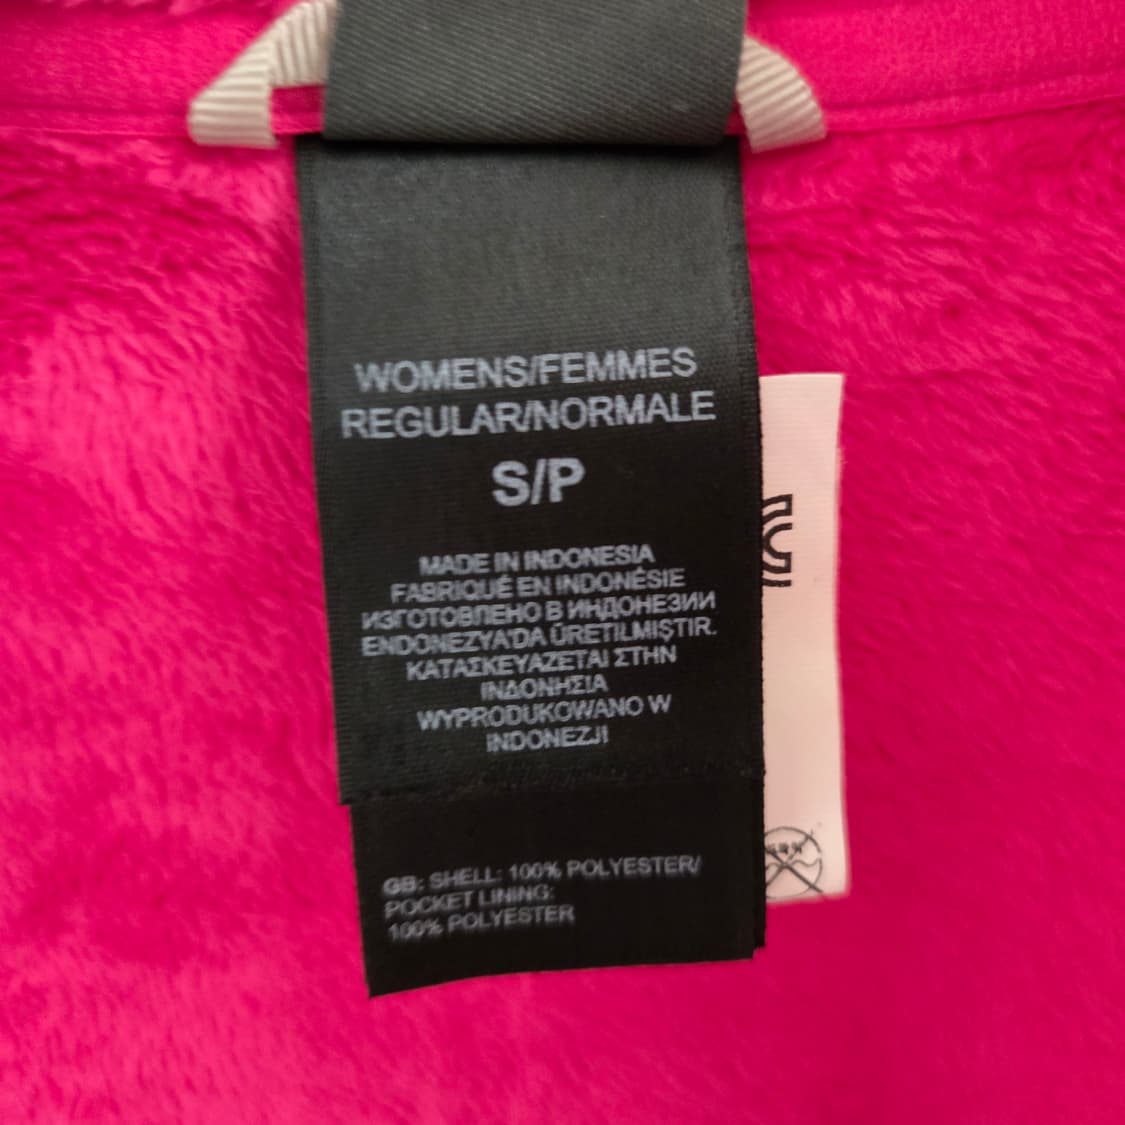 WOMENS/FEMMES
REGULAR/NORMALE
S/P
MADE IN INDONESIA
FABRIQUÉ EN INDONÉSIE
ИЗГОТОВЛЕНО В ИНДОНЕЗИИ
ENDONEZYA'DA ÜRETILMIŞTIR.
ΚΑΤΑΣΚΕΥΑΖΕΤΑΙ ΣΤΗΝ
ΙΝΔΟΝΗΣΙΑ
WYPRODUKOWANO W
INDONEZJI
GB: SHELL: 100% POLYESTER/
POCKET LINING:
100% POLYESTER